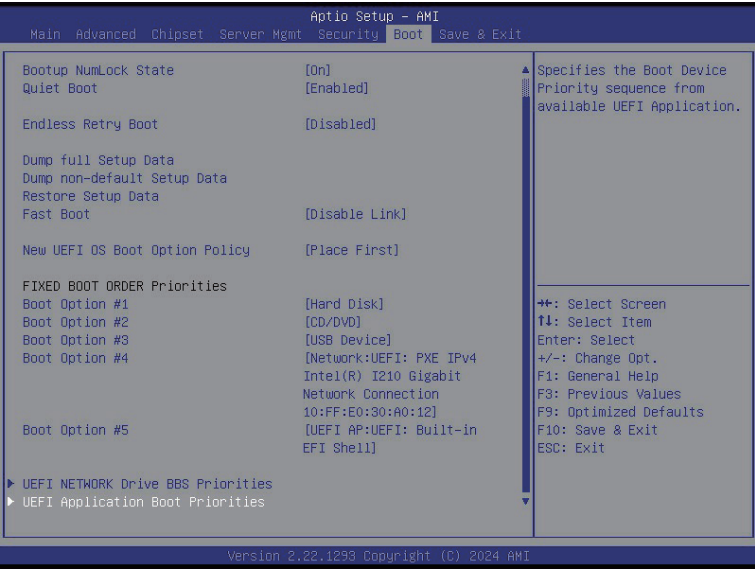 Aptio Setup – AMI
Main Advanced Chipset Server Mgmt Security Boot Save & Exit
Bootup NumLock State [On]
Quiet Boot [Enabled]
Endless Retry Boot [Disabled]
Dump full Setup Data
Dump non-default Setup Data
Restore Setup Data
Fast Boot [Disable Link]
New UEFI OS Boot Option Policy [Place First]
FIXED BOOT ORDER Priorities
Boot Option #1 [Hard Disk]
Boot Option #2 [CD/DVD]
Boot Option #3 [USB Device]
Boot Option #4 [Network:UEFI: PXE IPv4
Intel(R) I210 Gigabit
Network Connection
10:FF:E0:30:A0:12]
Boot Option #5 [UEFI AP:UEFI: Built-in
EFI Shell]
UEFI NETWORK Drive BBS Priorities
UEFI Application Boot Priorities
Specifies the Boot Device
Priority sequence from
available UEFI Application.
→←: Select Screen
↑↓: Select Item
Enter: Select
+/-: Change Opt.
F1: General Help
F3: Previous Values
F9: Optimized Defaults
F10: Save & Exit
ESC: Exit
Version 2.22.1293 Copyright (C) 2024 AMI